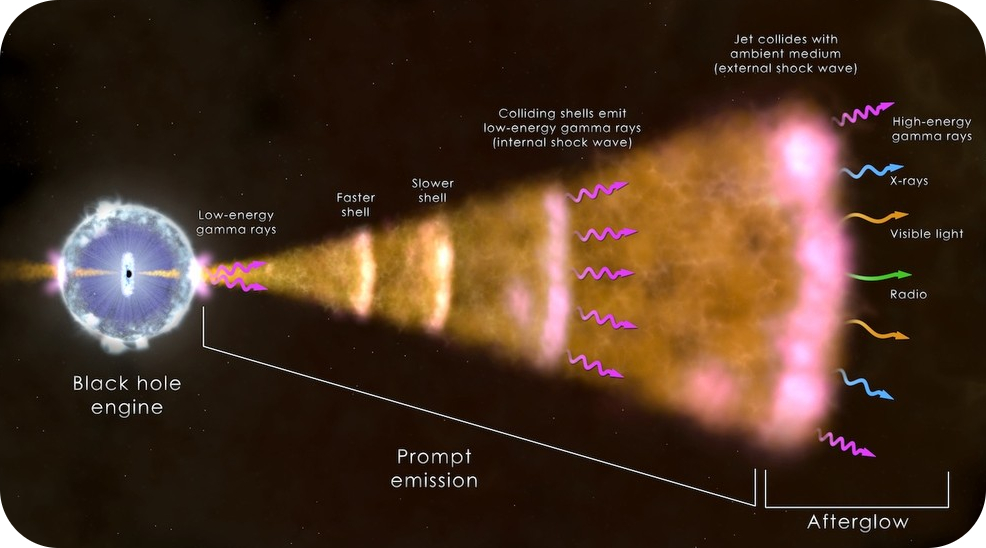 Jet collides with
ambient medium
(external shock wave)
Colliding shells emit
low-energy gamma rays
(internal shock wave)
High-energy
gamma rays
X-rays
Slower
shell
Faster
shell
Low-energy
gamma rays
Visible light
Radio
Black hole
engine
Prompt
emission
Afterglow